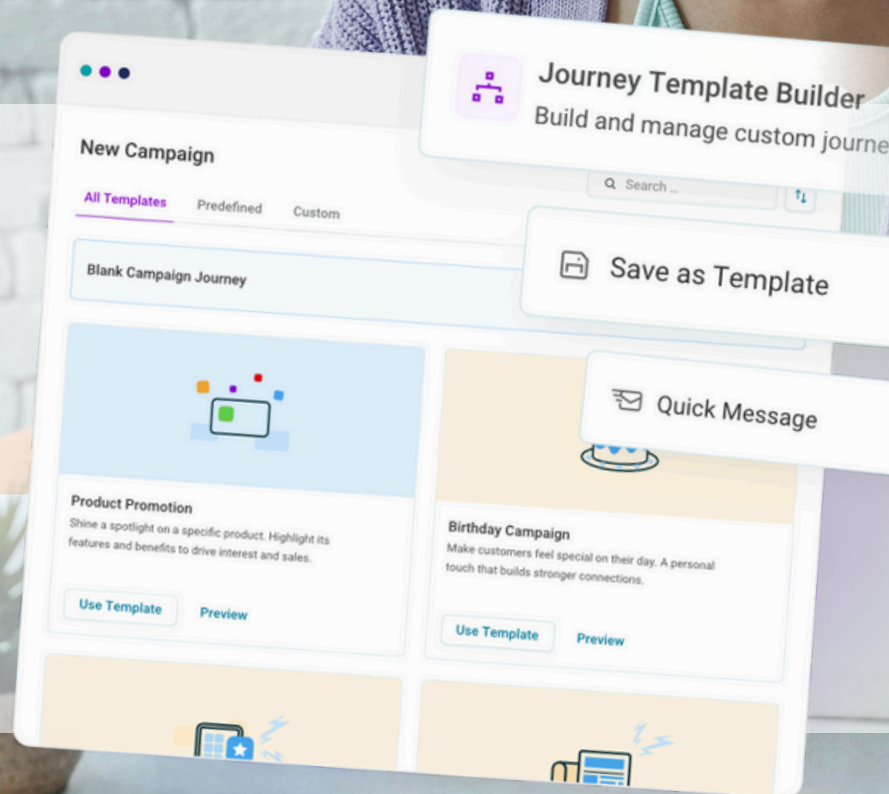 Journey Template Builder
Build and manage custom
New Campaign
Search ...
All Templates
Predefined
Custom
Blank Campaign Journey
Save as Template
Quick Message
Product Promotion
Shine a spotlight on a specific product. Highlight its
features and benefits to drive interest and sales.
Use Template
Preview
Birthday Campaign
Make customers feel special on their day. A personal
touch that builds stronger connections.
Use Template
Preview